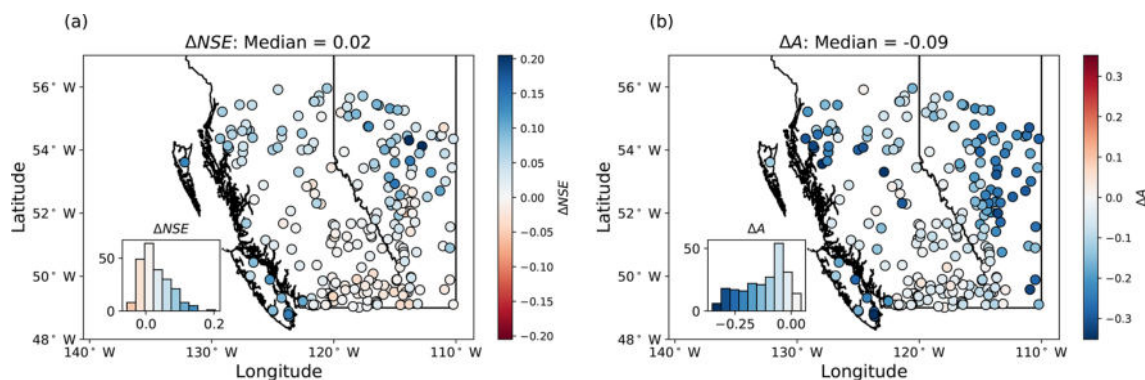 (a)
ΔNSE: Median = 0.02
56° W
54° W
52° W
50° W
48° W
Latitude
140° W
130° W
120° W
110° W
Longitude
ΔNSE
50
0
0.0
0.2
0.20
0.15
0.10
0.05
0.00
−0.05
−0.10
−0.15
−0.20
ΔNSE
(b)
ΔA: Median = -0.09
56° W
54° W
52° W
50° W
48° W
Latitude
140° W
130° W
120° W
110° W
Longitude
ΔA
50
0
−0.25
0.00
0.3
0.2
0.1
0.0
−0.1
−0.2
−0.3
ΔA